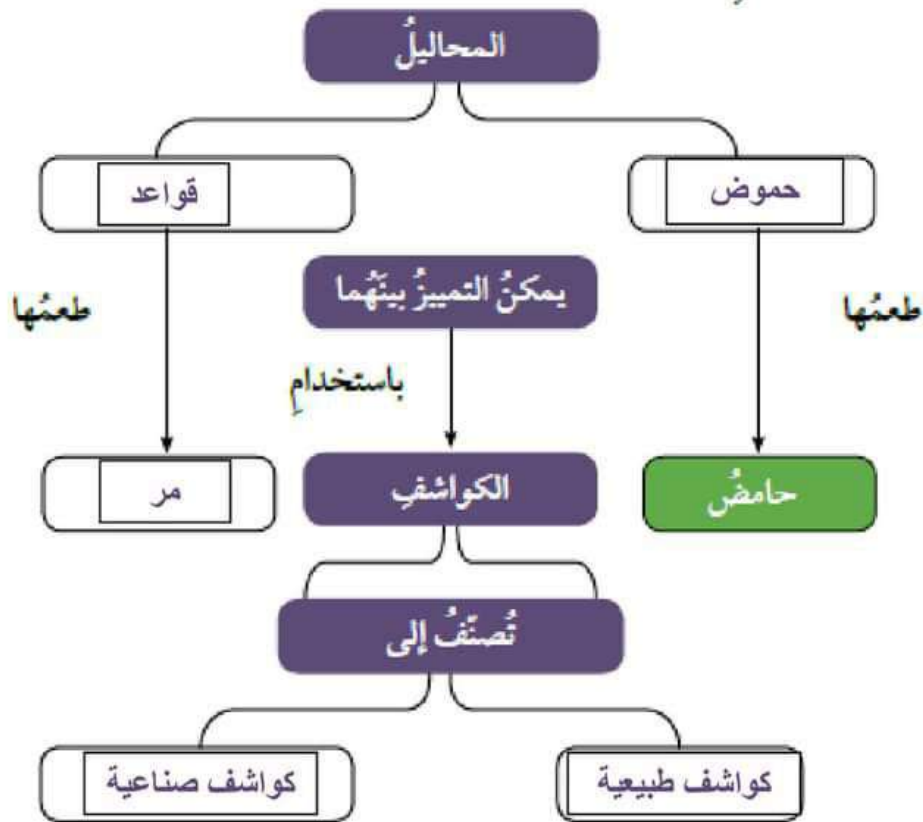 المحاليلُ
حموض
قواعد
يمكنُ التمييزُ بينَهُما
طعمُها
طعمُها
باستخدامِ
حامضُ
الكواشفِ
مر
تُصنّفُ إلى
كواشف طبيعية
كواشف صناعية